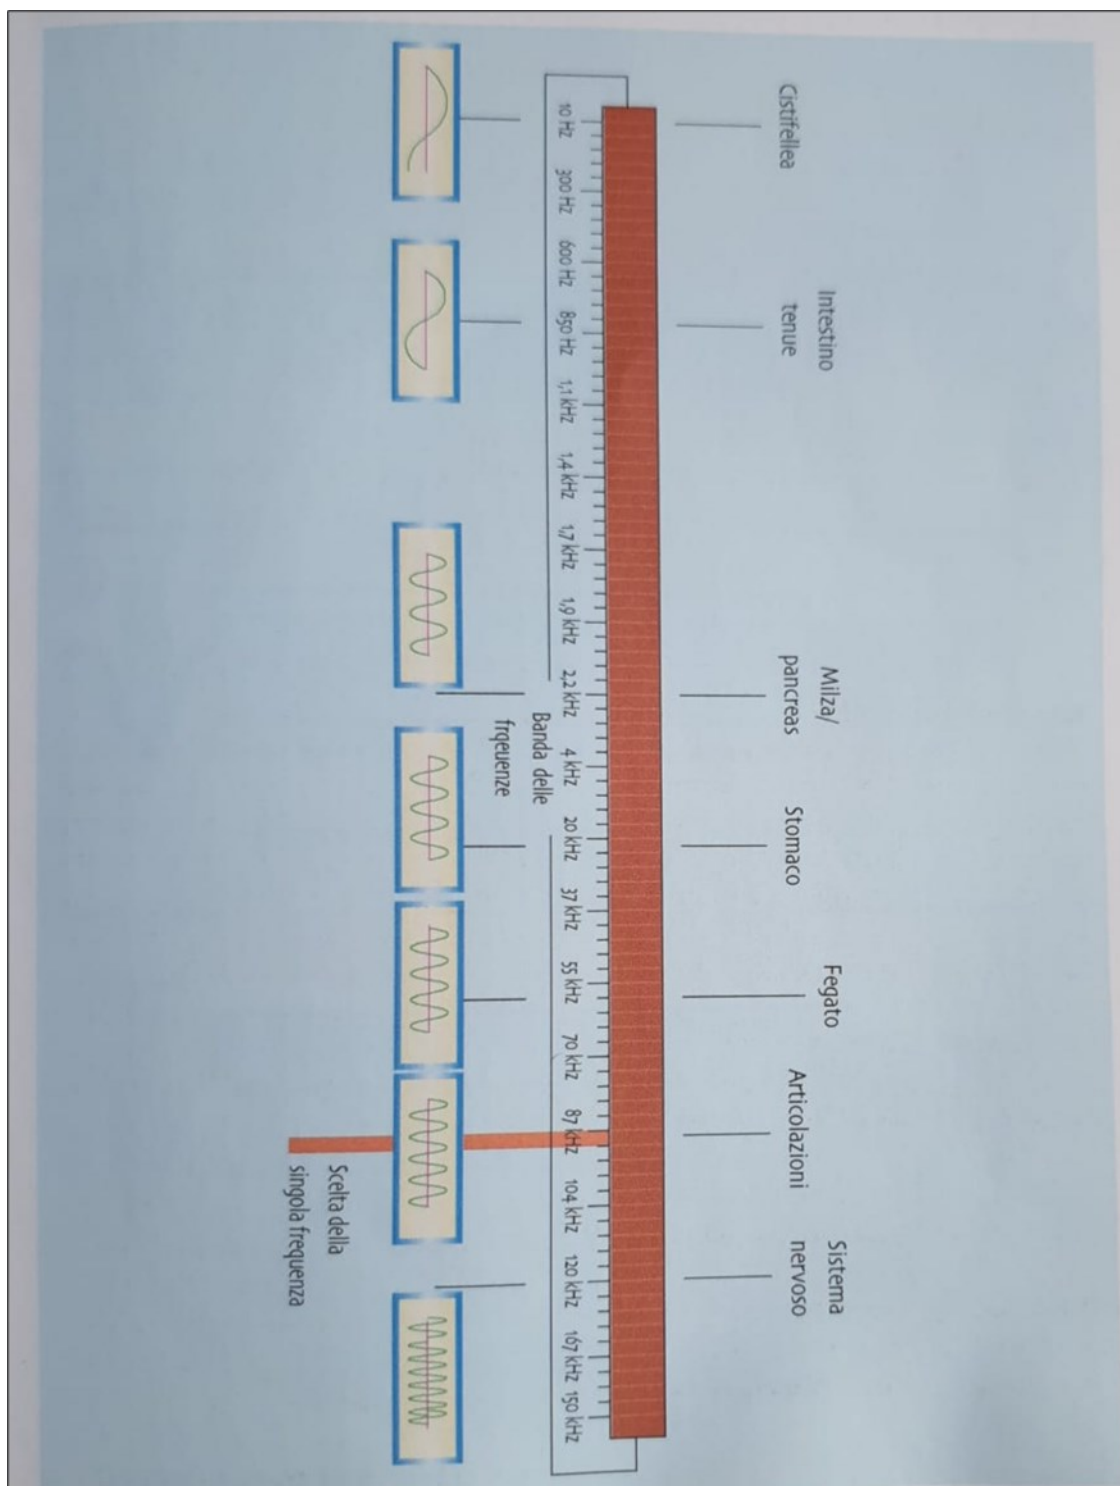 Cistifellea
Intestino
tenue
Milza/
pancreas
Stomaco
Fegato
Articolazioni
Sistema
nervoso
10 Hz
300 Hz
600 Hz
850 Hz
1,1 kHz
1,4 kHz
1,7 kHz
1,9 kHz
2,2 kHz
4 kHz
20 kHz
37 kHz
55 kHz
70 kHz
87 kHz
104 kHz
120 kHz
167 kHz
150 kHz
Banda delle
frqeuenze
Scelta della
singola frequenza